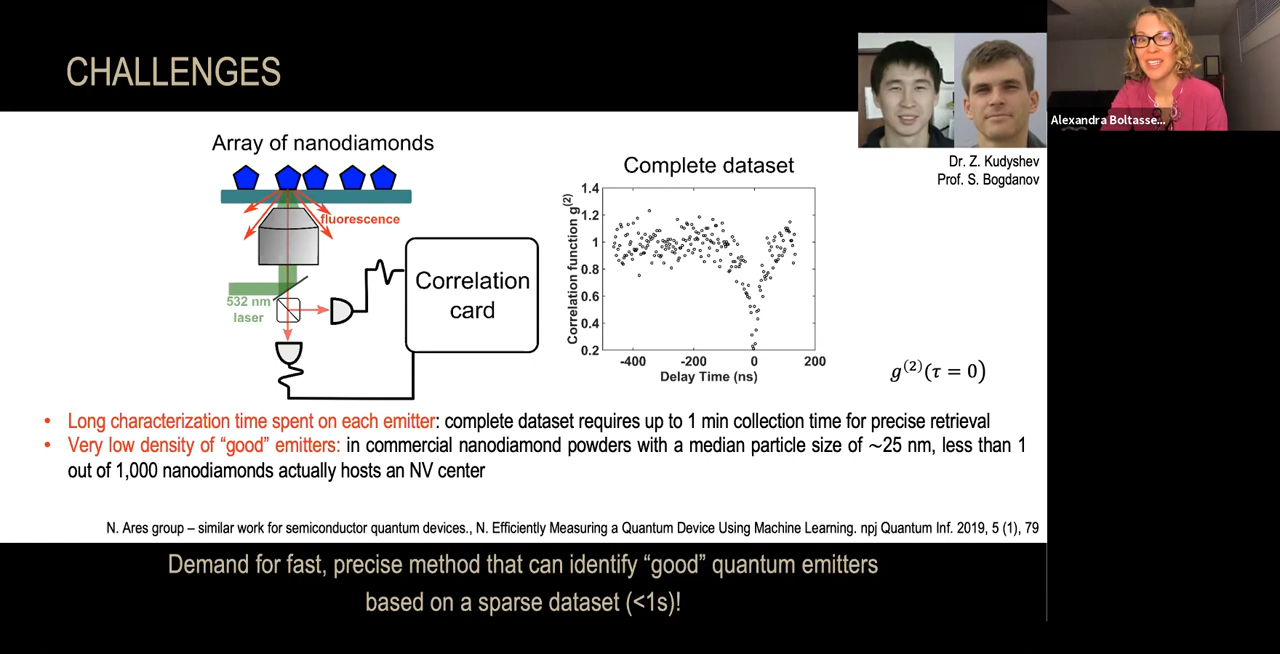 CHALLENGES
Alexandra Boltasse...
Dr. Z. Kudyshev
Prof. S. Bogdanov
Array of nanodiamonds
fluorescence
532 nm
laser
Correlation
card
Complete dataset
Correlation function g(2)
1.4
1.2
1
0.8
0.6
0.4
0.2
-400
-200
0
200
Delay Time (ns)
g(2)(τ = 0)
• Long characterization time spent on each emitter: complete dataset requires up to 1 min collection time for precise retrieval
• Very low density of “good” emitters: in commercial nanodiamond powders with a median particle size of ~25 nm, less than 1
out of 1,000 nanodiamonds actually hosts an NV center
N. Ares group – similar work for semiconductor quantum devices., N. Efficiently Measuring a Quantum Device Using Machine Learning. npj Quantum Inf. 2019, 5 (1), 79
Demand for fast, precise method that can identify “good” quantum emitters
based on a sparse dataset (<1s)!